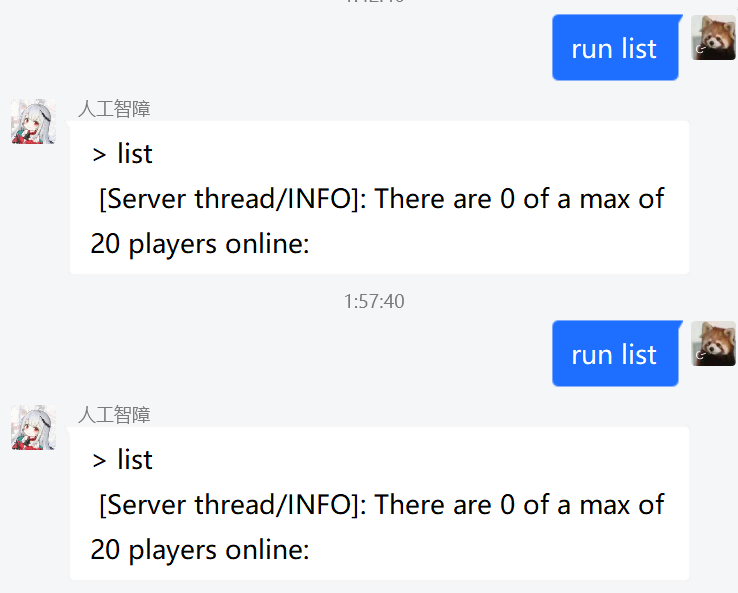 run list
人工智障
> list
[Server thread/INFO]: There are 0 of a max of
20 players online:
1:57:40
run list
人工智障
> list
[Server thread/INFO]: There are 0 of a max of
20 players online: